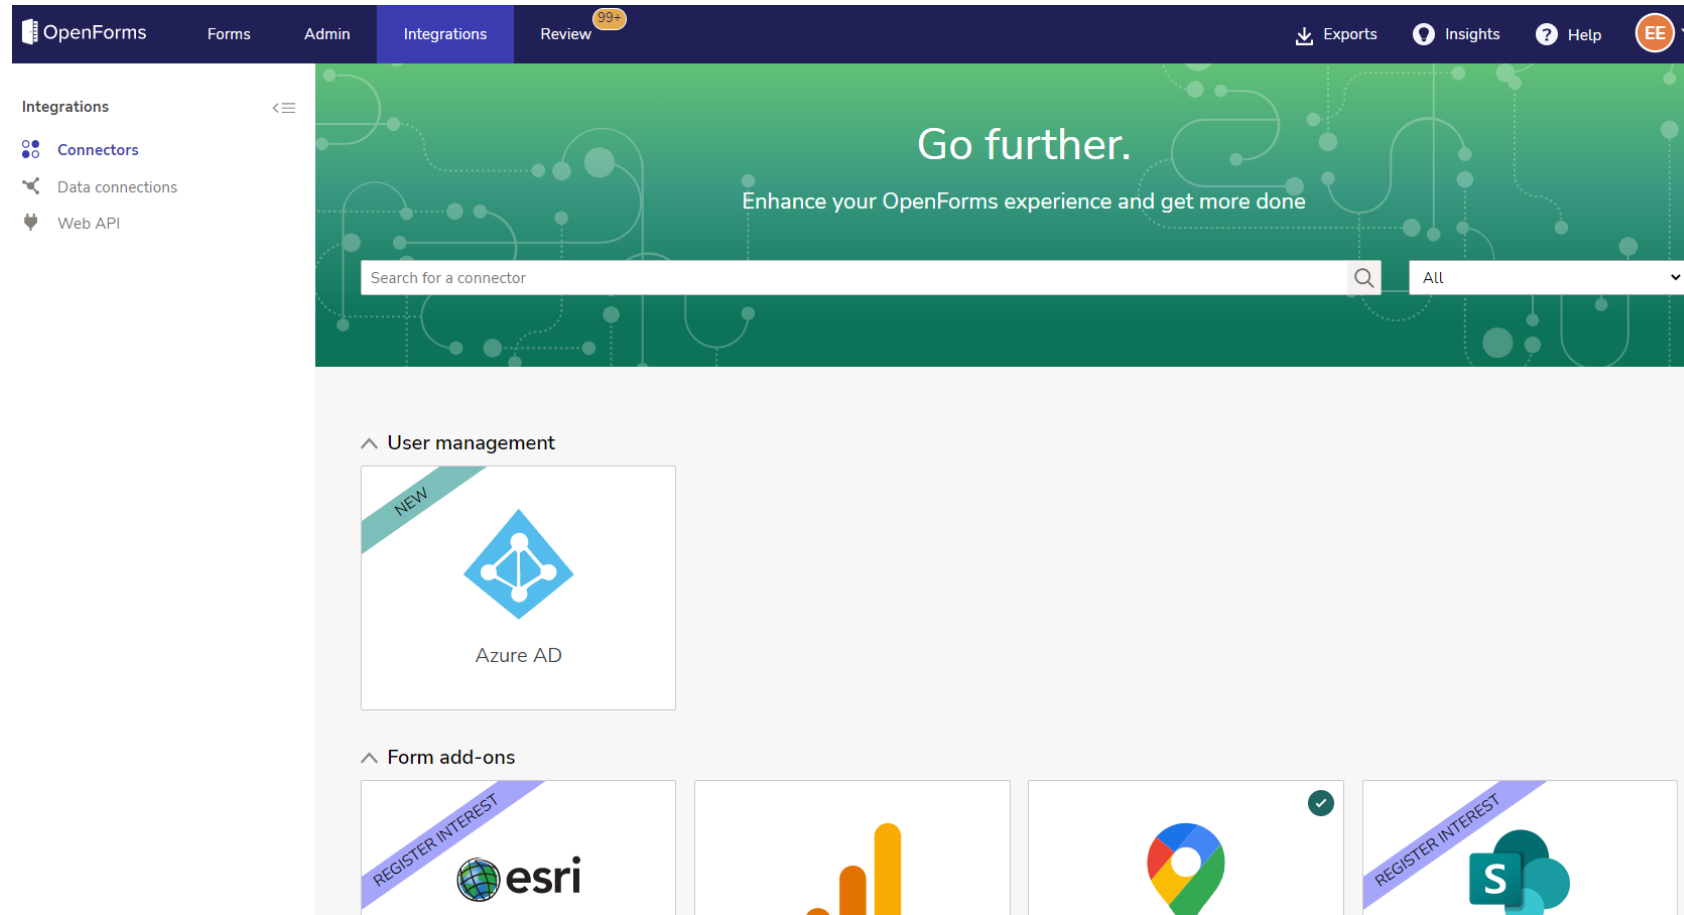 OpenForms
Forms
Admin
Integrations
Review
99+
Exports
Insights
? Help
EE
Integrations
Connectors
Data connections
Web API
Go further.
Enhance your OpenForms experience and get more done
Search for a connector
All
User management
NEW
Azure AD
Form add-ons
REGISTER INTEREST
esri
REGISTER INTEREST
S